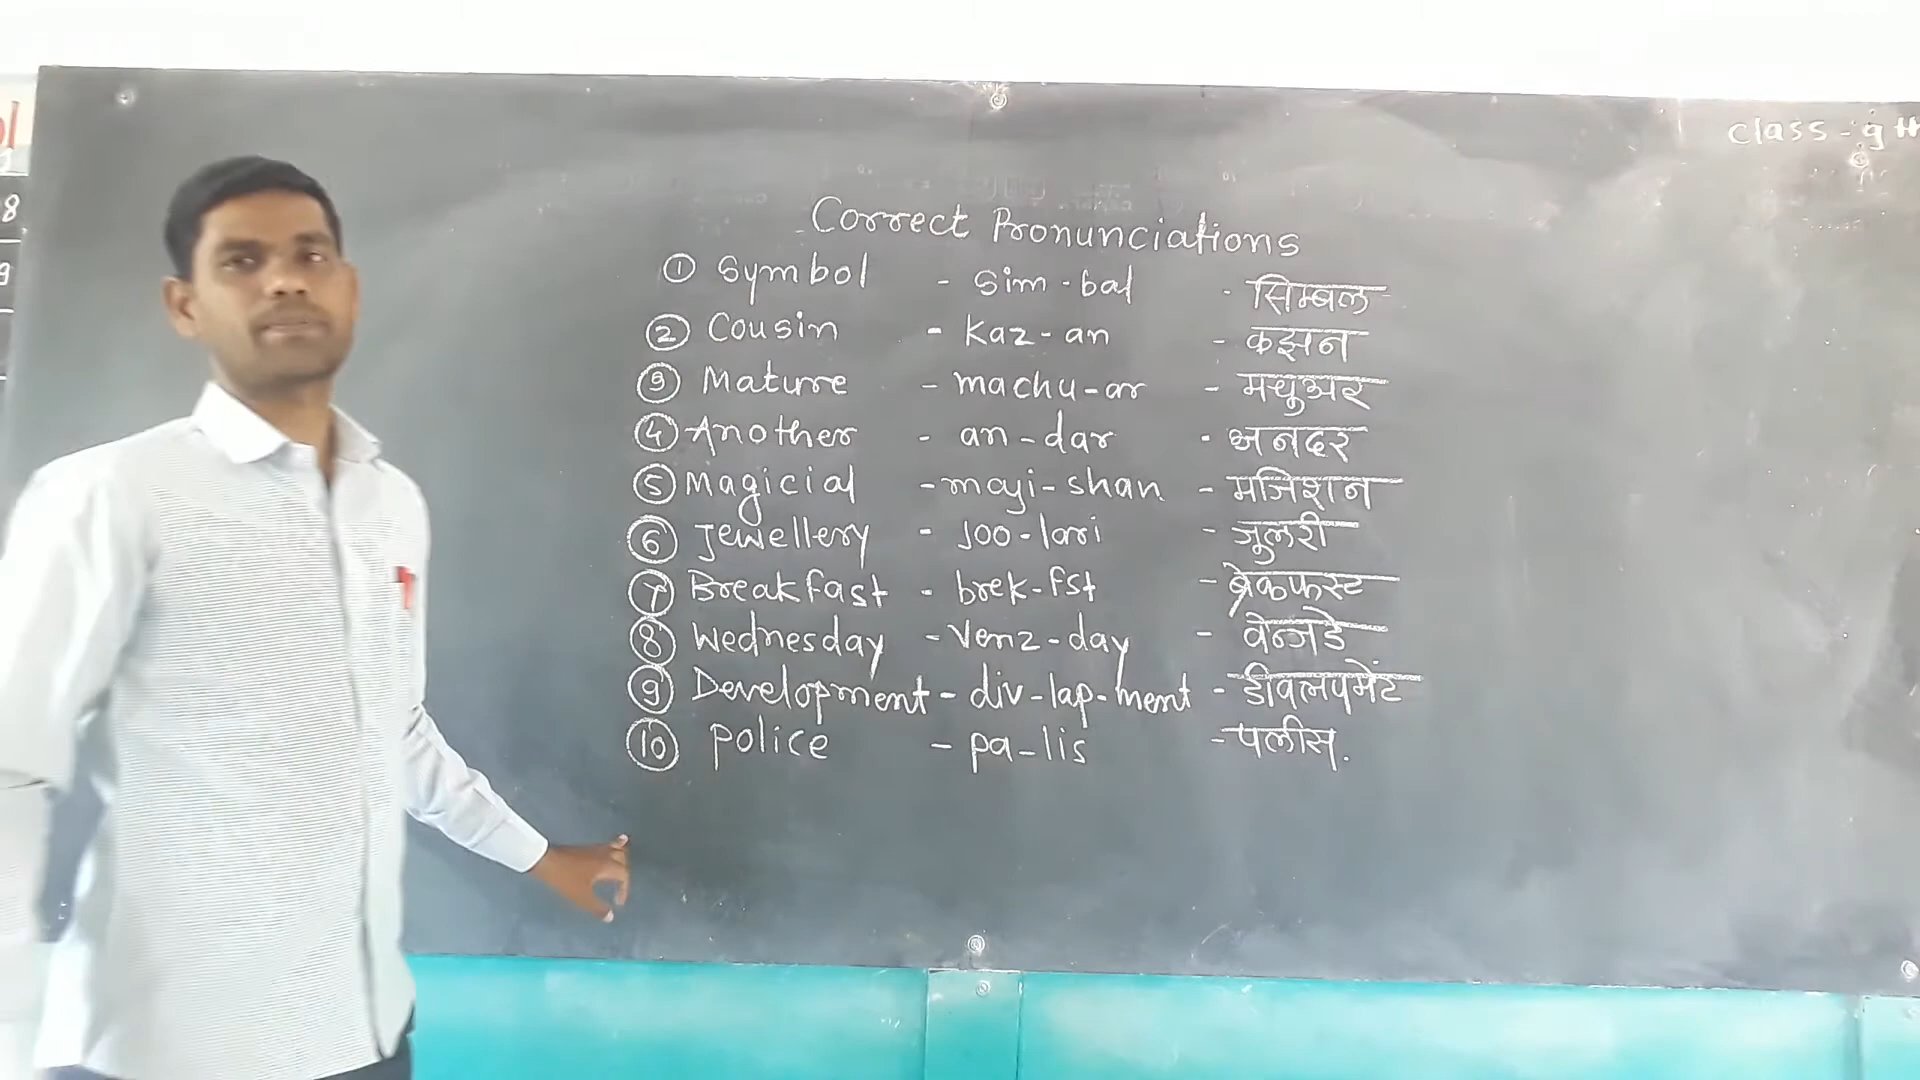 class-9th
Correct Pronunciations
① Symbol - Sim-bal - सिम्बल
② Cousin - Kaz-an - कझन
③ Mature - machu-ar - मचुअर
④ Another - an-dar - अनदर
⑤ Magicial - maji-shan - मजिशन
⑥ Jewellery - Joo-lari - जुलरी
⑦ Breakfast - brek-fst - ब्रेकफस्ट
⑧ Wednesday - Venz-day - वेन्जडे
⑨ Development - div-lap-ment - डीवलपमेंट
⑩ Police - pa-lis - पलीस.
8
9